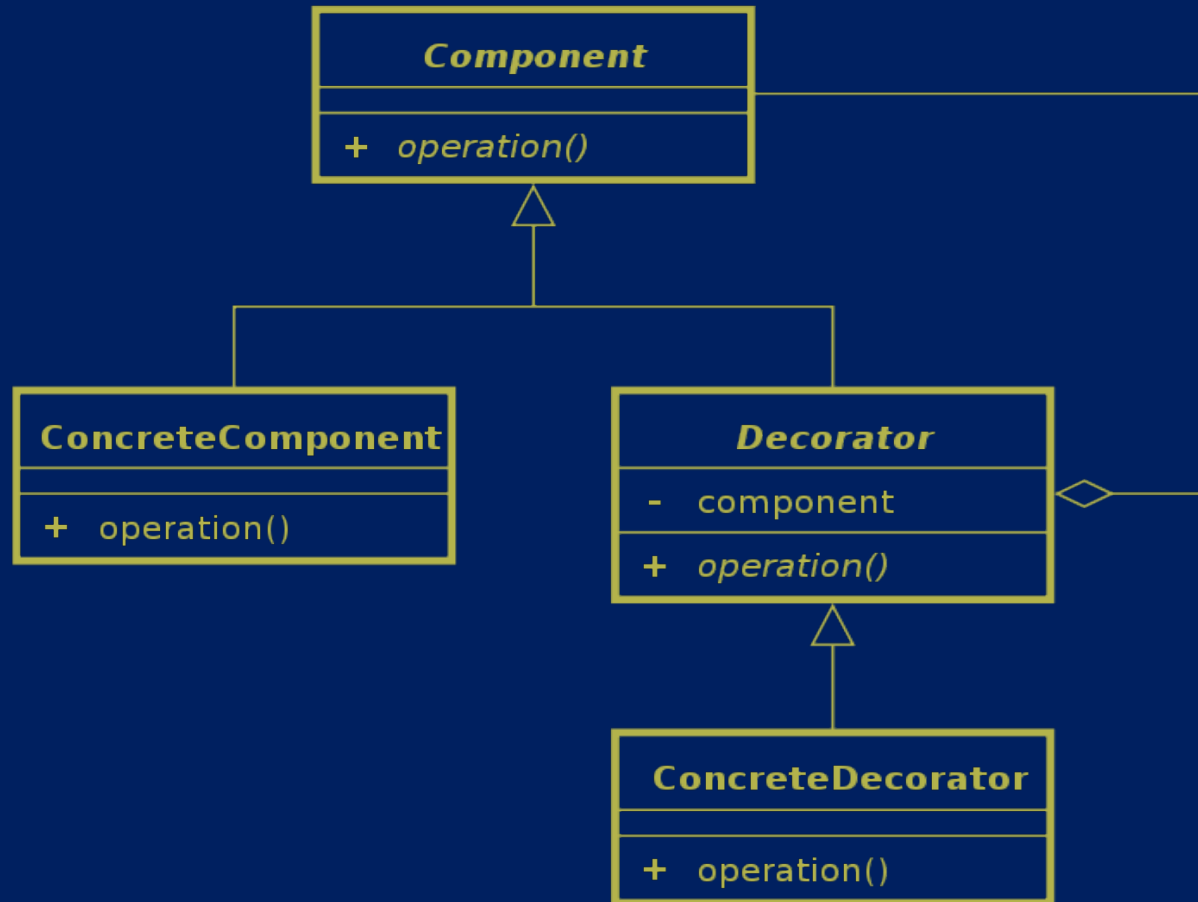 Component
+ operation()
ConcreteComponent
+ operation()
Decorator
- component
+ operation()
ConcreteDecorator
+ operation()